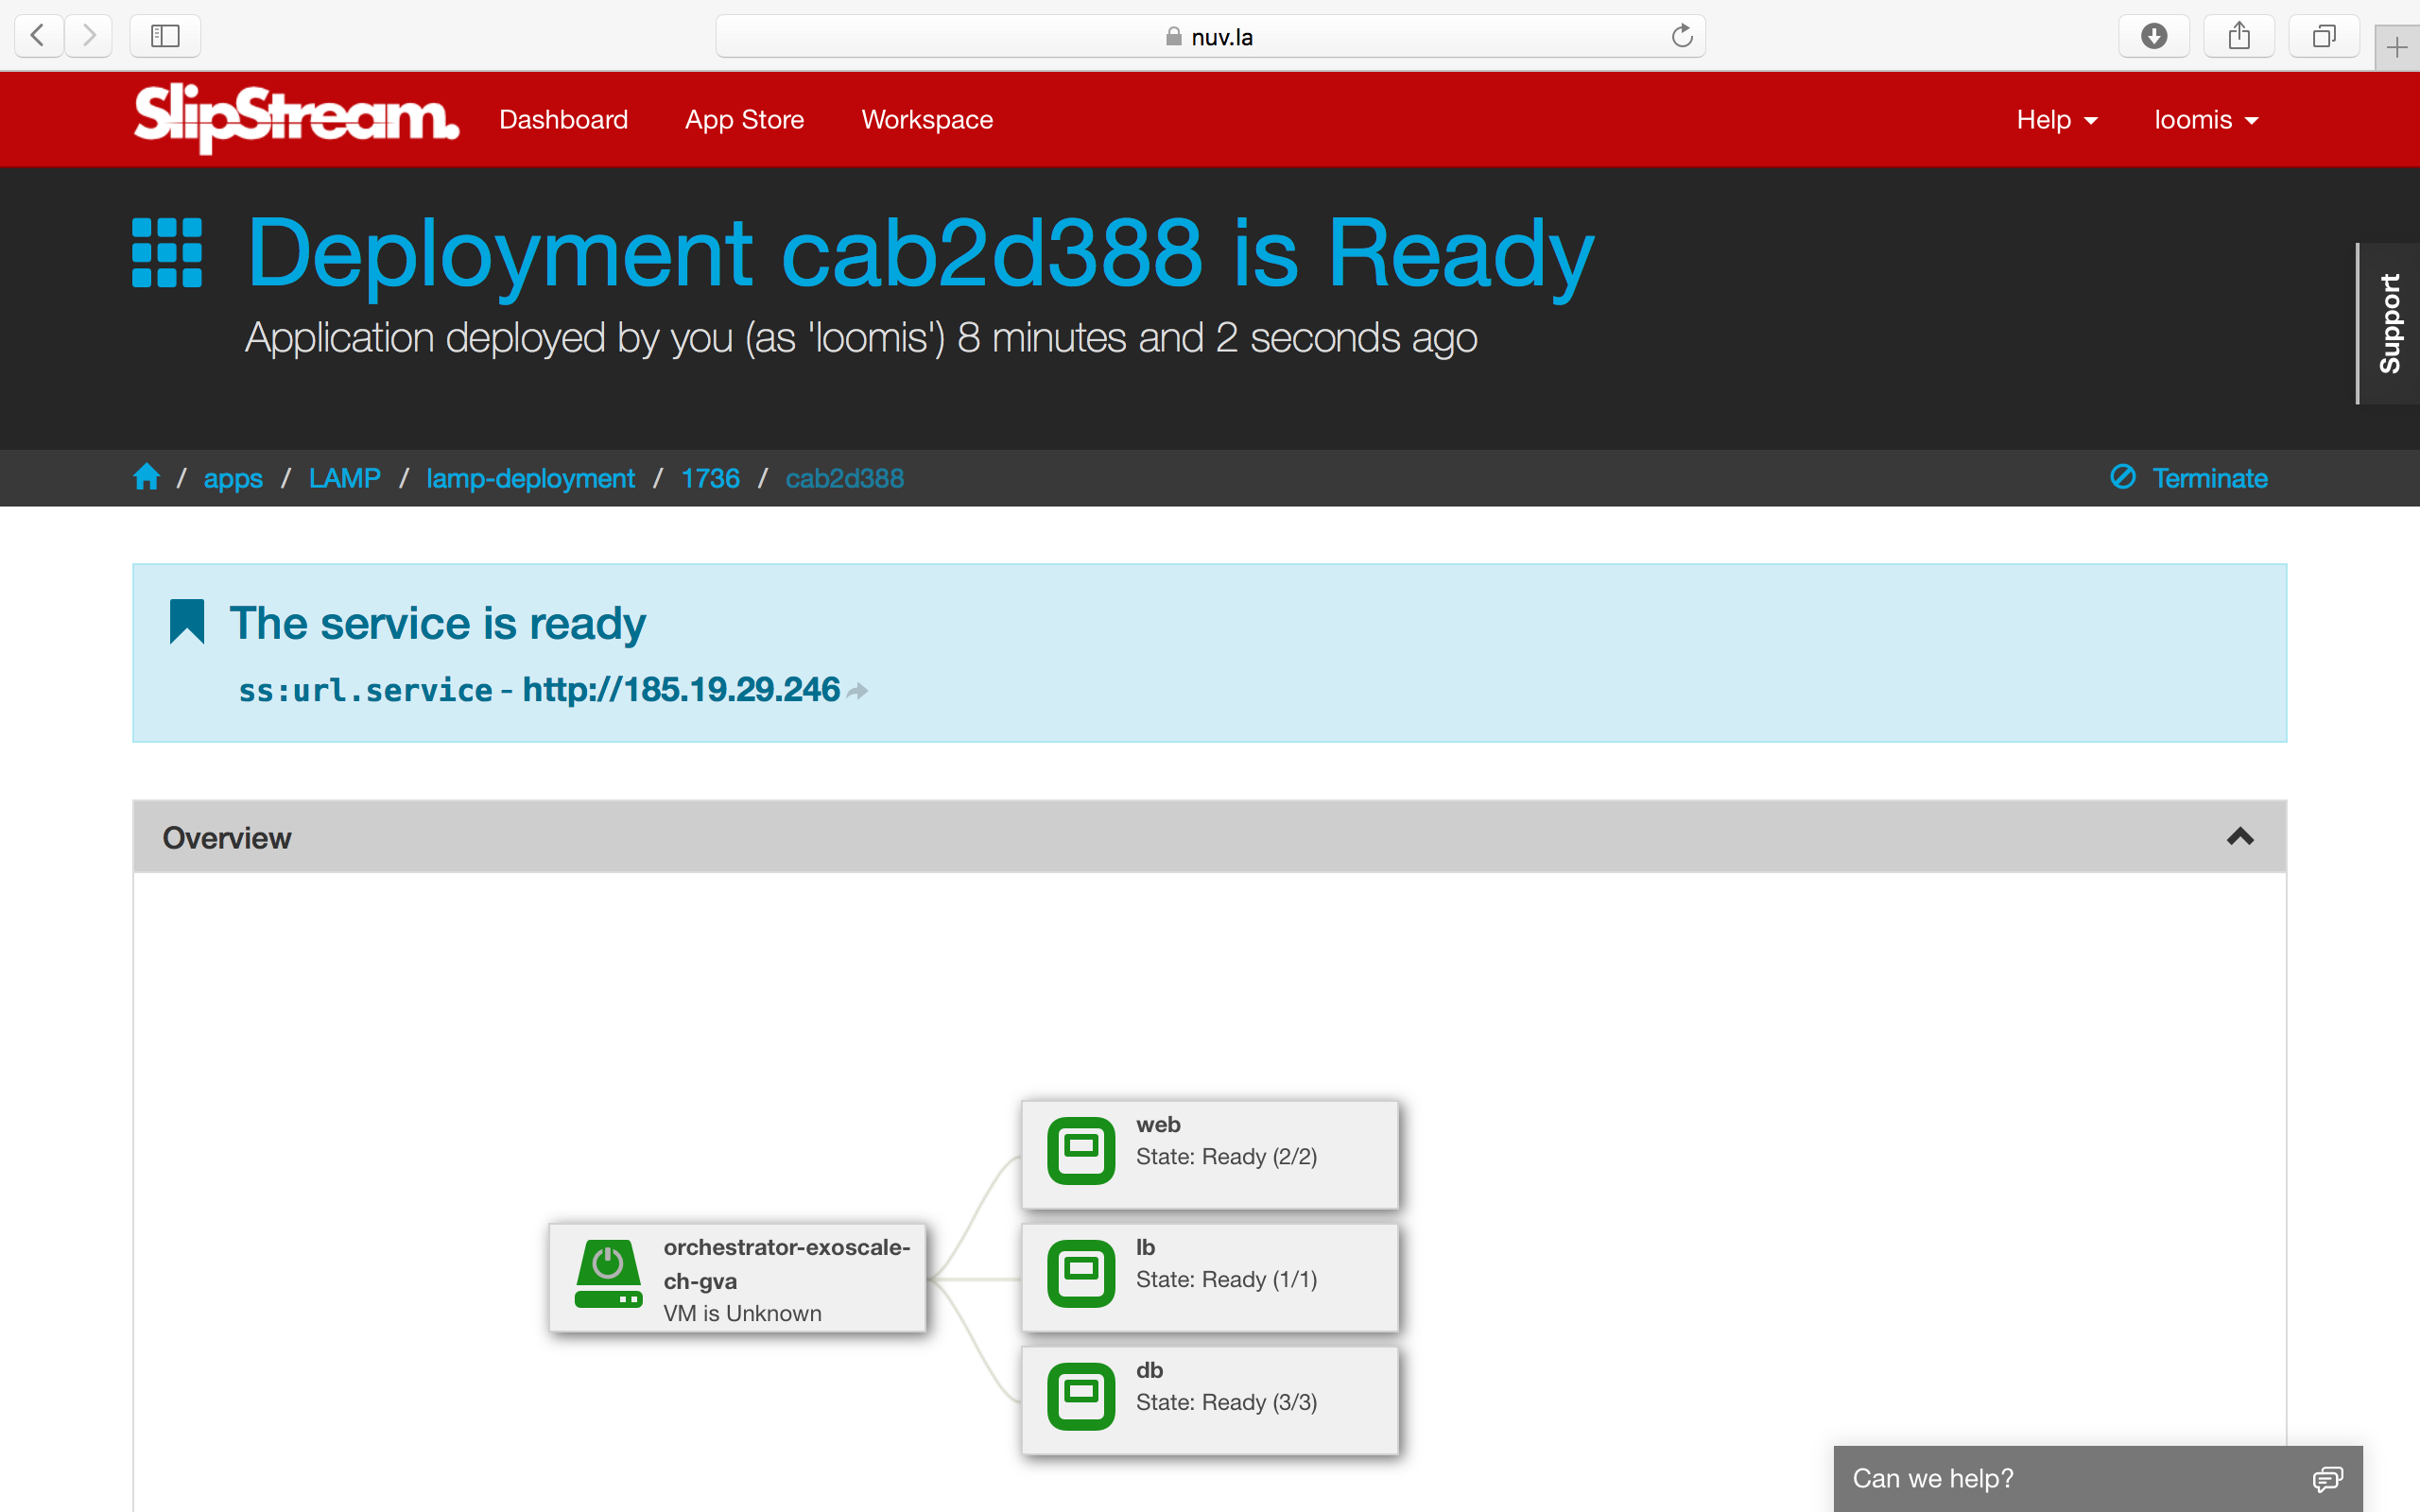 nuv.la
SlipStream. Dashboard App Store Workspace Help loomis
Deployment cab2d388 is Ready
Application deployed by you (as 'loomis') 8 minutes and 2 seconds ago
Support
/ apps / LAMP / lamp-deployment / 1736 / cab2d388 Terminate
The service is ready
ss:url.service - http://185.19.29.246
Overview
web
State: Ready (2/2)
orchestrator-exoscale-
ch-gva
VM is Unknown
lb
State: Ready (1/1)
db
State: Ready (3/3)
Can we help?